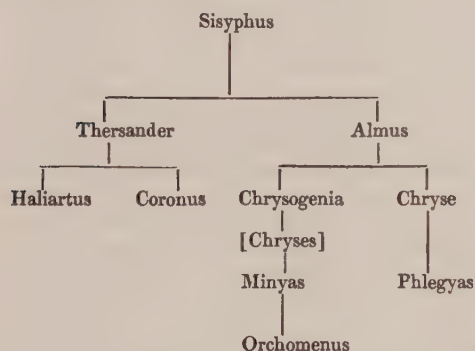 Sisyphus
Thersander Almus
Haliartus Coronus Chrysogenia Chryse
[Chryses]
Minyas Phlegyas
Orchomenus